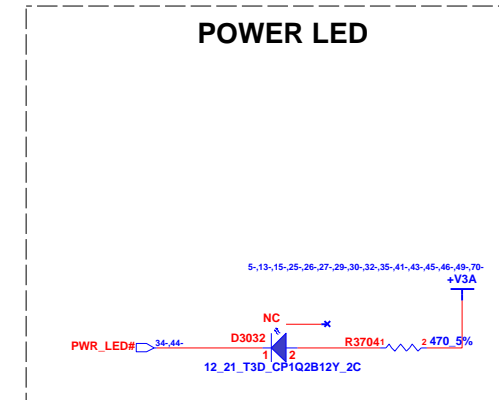 POWER LED
5-,13-,15-,25-,26-,27-,29-,30-,32-,35-,41-,43-,45-,46-,49-,70-
+V3A
NC
PWR_LED# 34-,44- D3032 R3704 1 2 470_5%
1 2
12_21_T3D_CP1Q2B12Y_2C